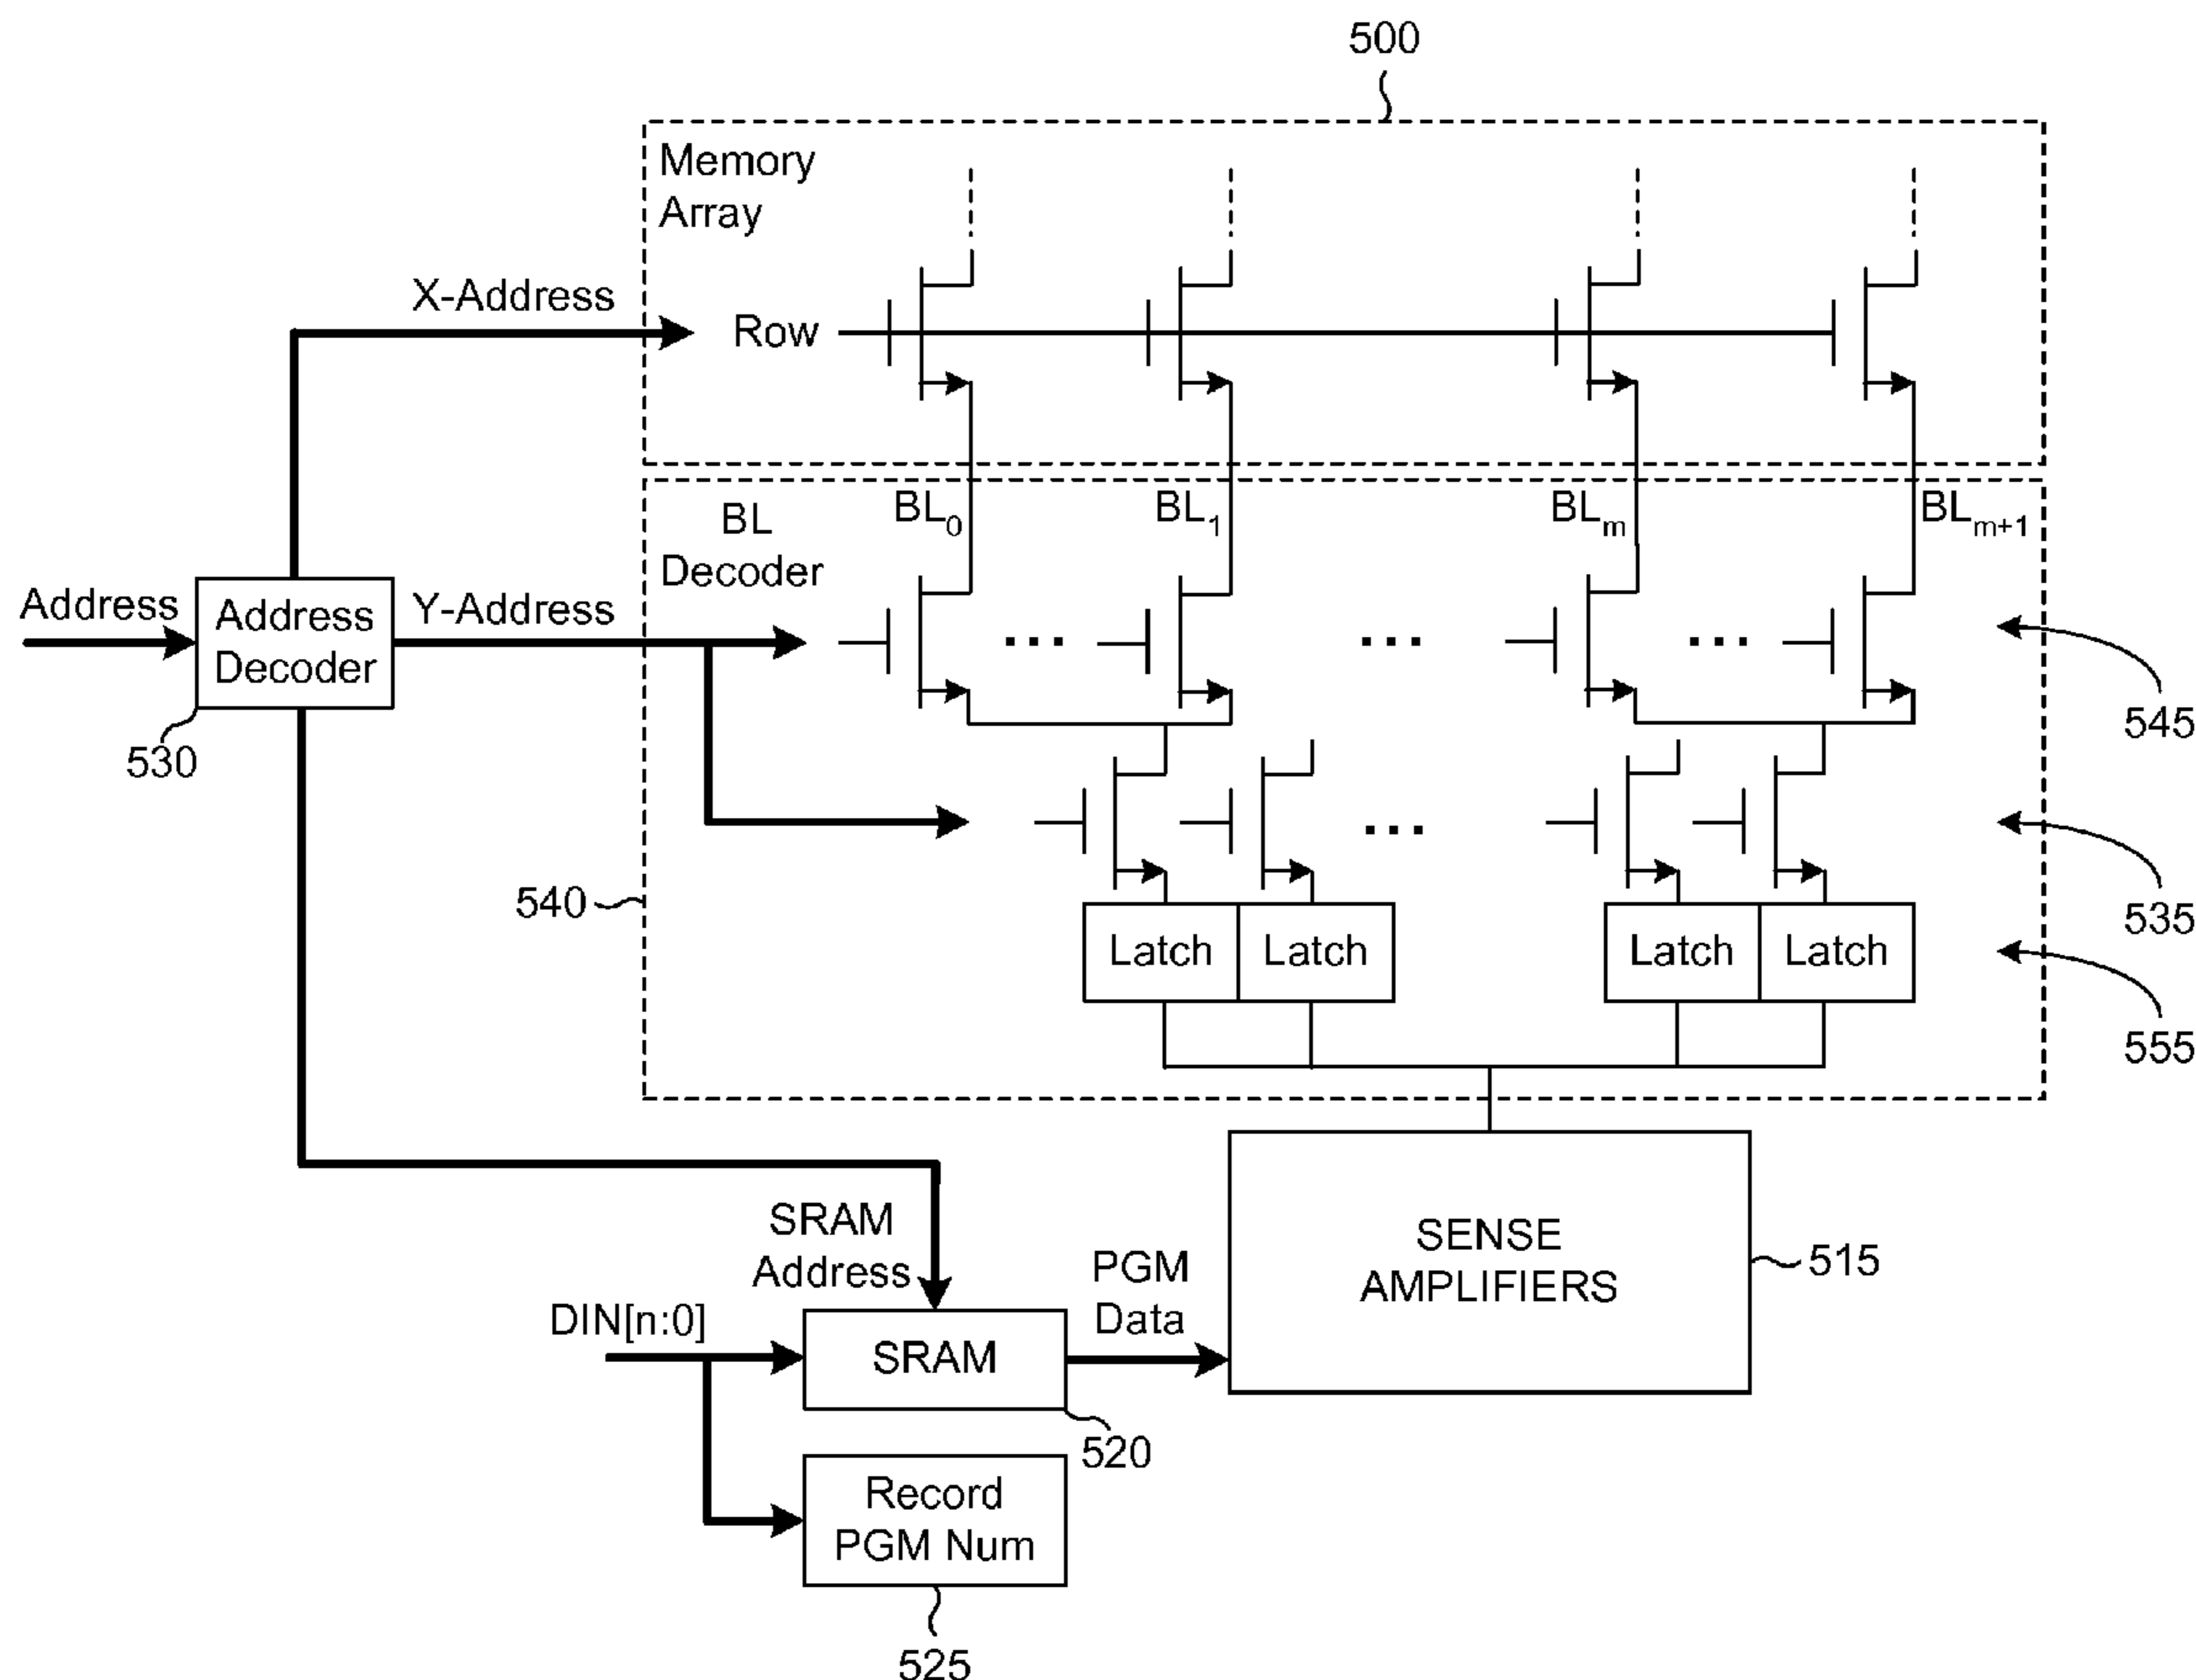 500
Memory
Array
X-Address
Row
BL
Decoder
BL0
BL1
BLm
BLm+1
Address
Address
Decoder
Y-Address
530
545
535
540
Latch
Latch
Latch
Latch
555
SRAM
Address
PGM
Data
SENSE
AMPLIFIERS
515
DIN[n:0]
SRAM
520
Record
PGM Num
525